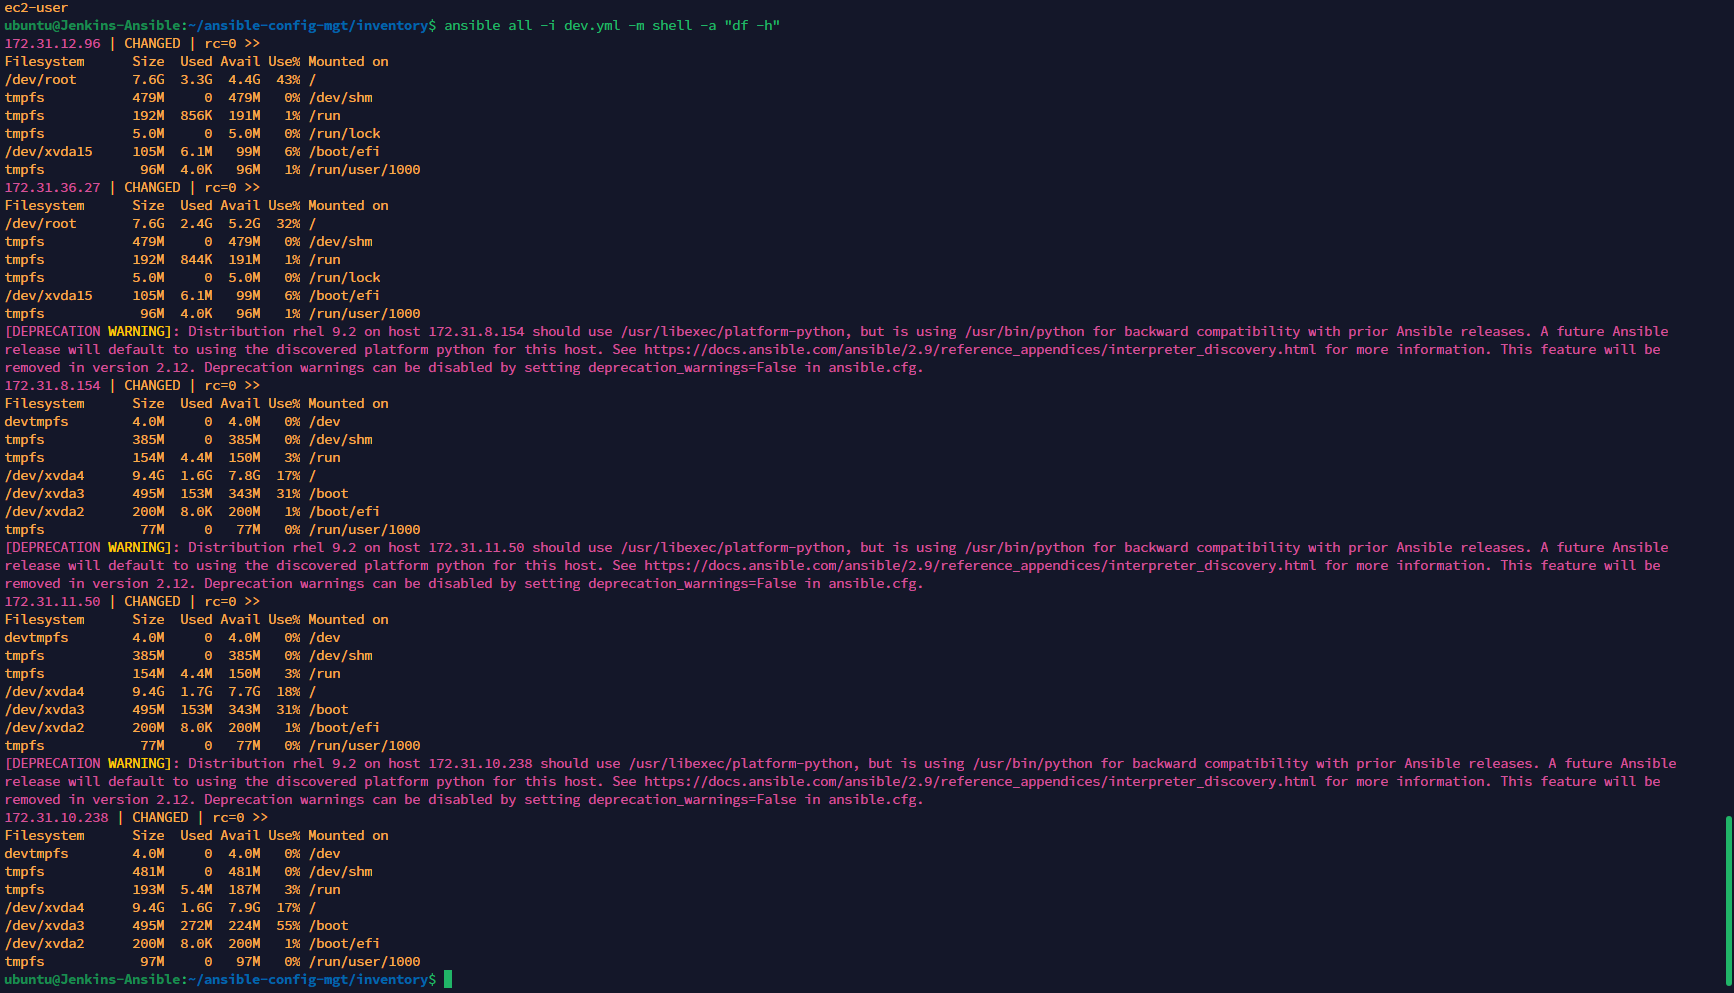 ec2-user
ubuntu@Jenkins-Ansible:~/ansible-config-mgt/inventory$ ansible all -i dev.yml -m shell -a "df -h"
172.31.12.96 | CHANGED | rc=0 >>
Filesystem      Size  Used Avail Use% Mounted on
/dev/root       7.6G  3.3G  4.4G  43% /
tmpfs           479M     0  479M   0% /dev/shm
tmpfs           192M  856K  191M   1% /run
tmpfs           5.0M     0  5.0M   0% /run/lock
/dev/xvda15     105M  6.1M   99M   6% /boot/efi
tmpfs            96M  4.0K   96M   1% /run/user/1000
172.31.36.27 | CHANGED | rc=0 >>
Filesystem      Size  Used Avail Use% Mounted on
/dev/root       7.6G  2.4G  5.2G  32% /
tmpfs           479M     0  479M   0% /dev/shm
tmpfs           192M  844K  191M   1% /run
tmpfs           5.0M     0  5.0M   0% /run/lock
/dev/xvda15     105M  6.1M   99M   6% /boot/efi
tmpfs            96M  4.0K   96M   1% /run/user/1000
[DEPRECATION WARNING]: Distribution rhel 9.2 on host 172.31.8.154 should use /usr/libexec/platform-python, but is using /usr/bin/python for backward compatibility with prior Ansible releases. A future Ansible
release will default to using the discovered platform python for this host. See https://docs.ansible.com/ansible/2.9/reference_appendices/interpreter_discovery.html for more information. This feature will be
removed in version 2.12. Deprecation warnings can be disabled by setting deprecation_warnings=False in ansible.cfg.
172.31.8.154 | CHANGED | rc=0 >>
Filesystem      Size  Used Avail Use% Mounted on
devtmpfs        4.0M     0  4.0M   0% /dev
tmpfs           385M     0  385M   0% /dev/shm
tmpfs           154M  4.4M  150M   3% /run
/dev/xvda4      9.4G  1.6G  7.8G  17% /
/dev/xvda3      495M  153M  343M  31% /boot
/dev/xvda2      200M  8.0K  200M   1% /boot/efi
tmpfs            77M     0   77M   0% /run/user/1000
[DEPRECATION WARNING]: Distribution rhel 9.2 on host 172.31.11.50 should use /usr/libexec/platform-python, but is using /usr/bin/python for backward compatibility with prior Ansible releases. A future Ansible
release will default to using the discovered platform python for this host. See https://docs.ansible.com/ansible/2.9/reference_appendices/interpreter_discovery.html for more information. This feature will be
removed in version 2.12. Deprecation warnings can be disabled by setting deprecation_warnings=False in ansible.cfg.
172.31.11.50 | CHANGED | rc=0 >>
Filesystem      Size  Used Avail Use% Mounted on
devtmpfs        4.0M     0  4.0M   0% /dev
tmpfs           385M     0  385M   0% /dev/shm
tmpfs           154M  4.4M  150M   3% /run
/dev/xvda4      9.4G  1.7G  7.7G  18% /
/dev/xvda3      495M  153M  343M  31% /boot
/dev/xvda2      200M  8.0K  200M   1% /boot/efi
tmpfs            77M     0   77M   0% /run/user/1000
[DEPRECATION WARNING]: Distribution rhel 9.2 on host 172.31.10.238 should use /usr/libexec/platform-python, but is using /usr/bin/python for backward compatibility with prior Ansible releases. A future Ansible
release will default to using the discovered platform python for this host. See https://docs.ansible.com/ansible/2.9/reference_appendices/interpreter_discovery.html for more information. This feature will be
removed in version 2.12. Deprecation warnings can be disabled by setting deprecation_warnings=False in ansible.cfg.
172.31.10.238 | CHANGED | rc=0 >>
Filesystem      Size  Used Avail Use% Mounted on
devtmpfs        4.0M     0  4.0M   0% /dev
tmpfs           481M     0  481M   0% /dev/shm
tmpfs           193M  5.4M  187M   3% /run
/dev/xvda4      9.4G  1.6G  7.9G  17% /
/dev/xvda3      495M  272M  224M  55% /boot
/dev/xvda2      200M  8.0K  200M   1% /boot/efi
tmpfs            97M     0   97M   0% /run/user/1000
ubuntu@Jenkins-Ansible:~/ansible-config-mgt/inventory$